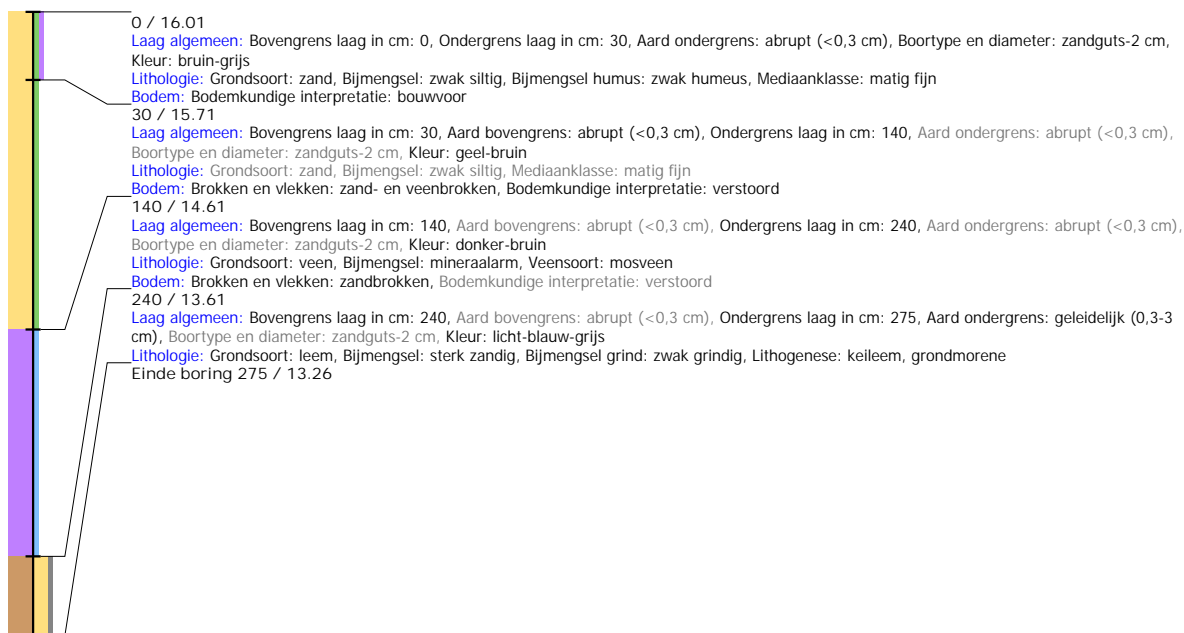 0 / 16.01
Laag algemeen: Bovengrens laag in cm: 0, Ondergrens laag in cm: 30, Aard ondergrens: abrupt (<0,3 cm), Boortype en diameter: zandguts-2 cm,
Kleur: bruin-grijs
Lithologie: Grondsoort: zand, Bijmengsel: zwak siltig, Bijmengsel humus: zwak humeus, Mediaanklasse: matig fijn
Bodem: Bodemkundige interpretatie: bouwvoor
30 / 15.71
Laag algemeen: Bovengrens laag in cm: 30, Aard bovengrens: abrupt (<0,3 cm), Ondergrens laag in cm: 140, Aard ondergrens: abrupt (<0,3 cm),
Boortype en diameter: zandguts-2 cm, Kleur: geel-bruin
Lithologie: Grondsoort: zand, Bijmengsel: zwak siltig, Mediaanklasse: matig fijn
Bodem: Brokken en vlekken: zand- en veenbrokken, Bodemkundige interpretatie: verstoord
140 / 14.61
Laag algemeen: Bovengrens laag in cm: 140, Aard bovengrens: abrupt (<0,3 cm), Ondergrens laag in cm: 240, Aard ondergrens: abrupt (<0,3 cm),
Boortype en diameter: zandguts-2 cm, Kleur: donker-bruin
Lithologie: Grondsoort: veen, Bijmengsel: mineraalarm, Veensoort: mosveen
Bodem: Brokken en vlekken: zandbrokken, Bodemkundige interpretatie: verstoord
240 / 13.61
Laag algemeen: Bovengrens laag in cm: 240, Aard bovengrens: abrupt (<0,3 cm), Ondergrens laag in cm: 275, Aard ondergrens: geleidelijk (0,3-3
cm), Boortype en diameter: zandguts-2 cm, Kleur: licht-blauw-grijs
Lithologie: Grondsoort: leem, Bijmengsel: sterk zandig, Bijmengsel grind: zwak grindig, Lithogenese: keileem, grondmorene
Einde boring 275 / 13.26